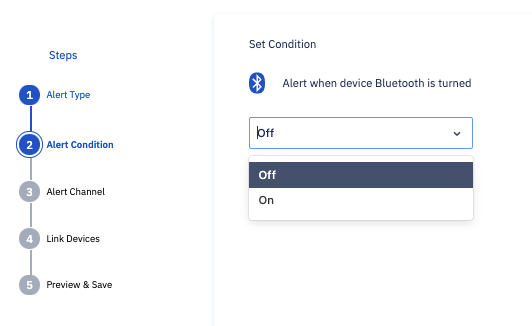 Steps
1 Alert Type
2 Alert Condition
3 Alert Channel
4 Link Devices
5 Preview & Save
Set Condition
Alert when device Bluetooth is turned
Off
Off
On